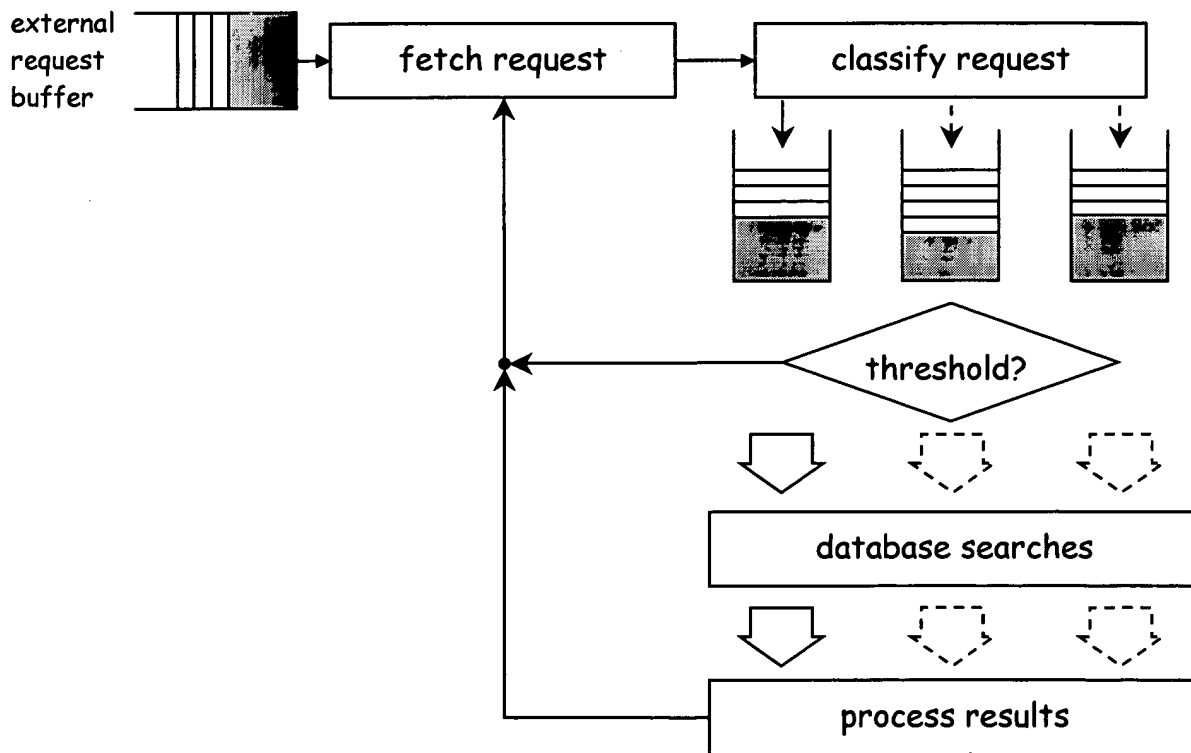 external
request
buffer
fetch request
classify request
threshold?
database searches
process results